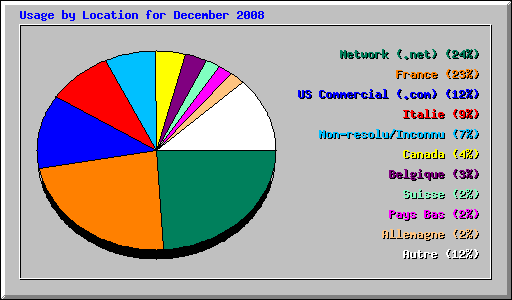 Usage by Location for December 2008
Network (.net) (24%)
France (23%)
US Commercial (.com) (12%)
Italie (9%)
Non-resolu/Inconnu (7%)
Canada (4%)
Belgique (3%)
Suisse (2%)
Pays Bas (2%)
Allemagne (2%)
Autre (12%)